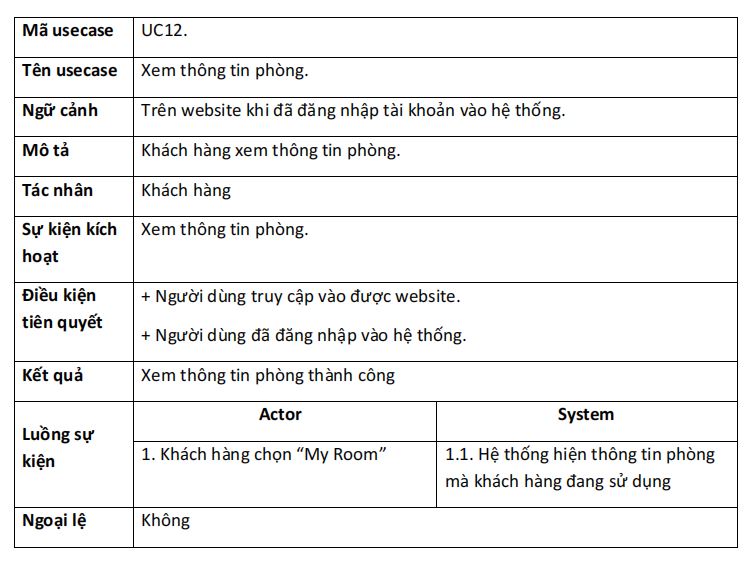 Mã usecase UC12.
Tên usecase Xem thông tin phòng.
Ngữ cảnh Trên website khi đã đăng nhập tài khoản vào hệ thống.
Mô tả Khách hàng xem thông tin phòng.
Tác nhân Khách hàng
Sự kiện kích Xem thông tin phòng.
hoạt
Điều kiện + Người dùng truy cập vào được website.
tiên quyết
+ Người dùng đã đăng nhập vào hệ thống.
Kết quả Xem thông tin phòng thành công
Luồng sự
kiện
Actor System
1. Khách hàng chọn “My Room” 1.1. Hệ thống hiện thông tin phòng
mà khách hàng đang sử dụng
Ngoại lệ Không